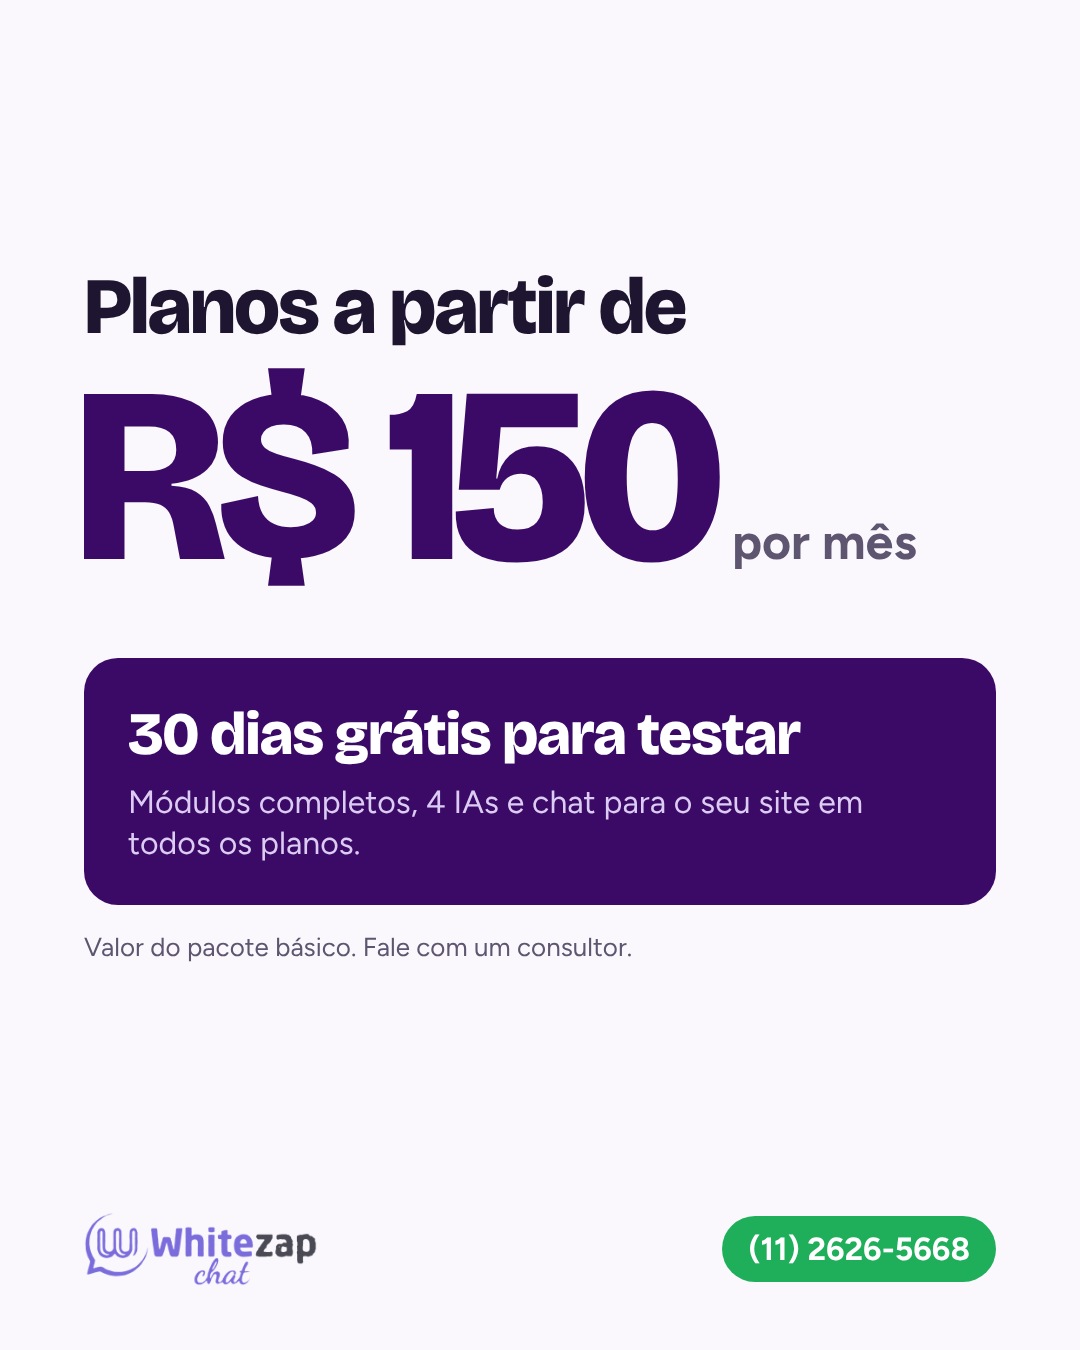 Planos a partir de
R$ 150 por mês
30 dias grátis para testar
Módulos completos, 4 IAs e chat para o seu site em
todos os planos.
Valor do pacote básico. Fale com um consultor.
Whitezap
chat
(11) 2626-5668